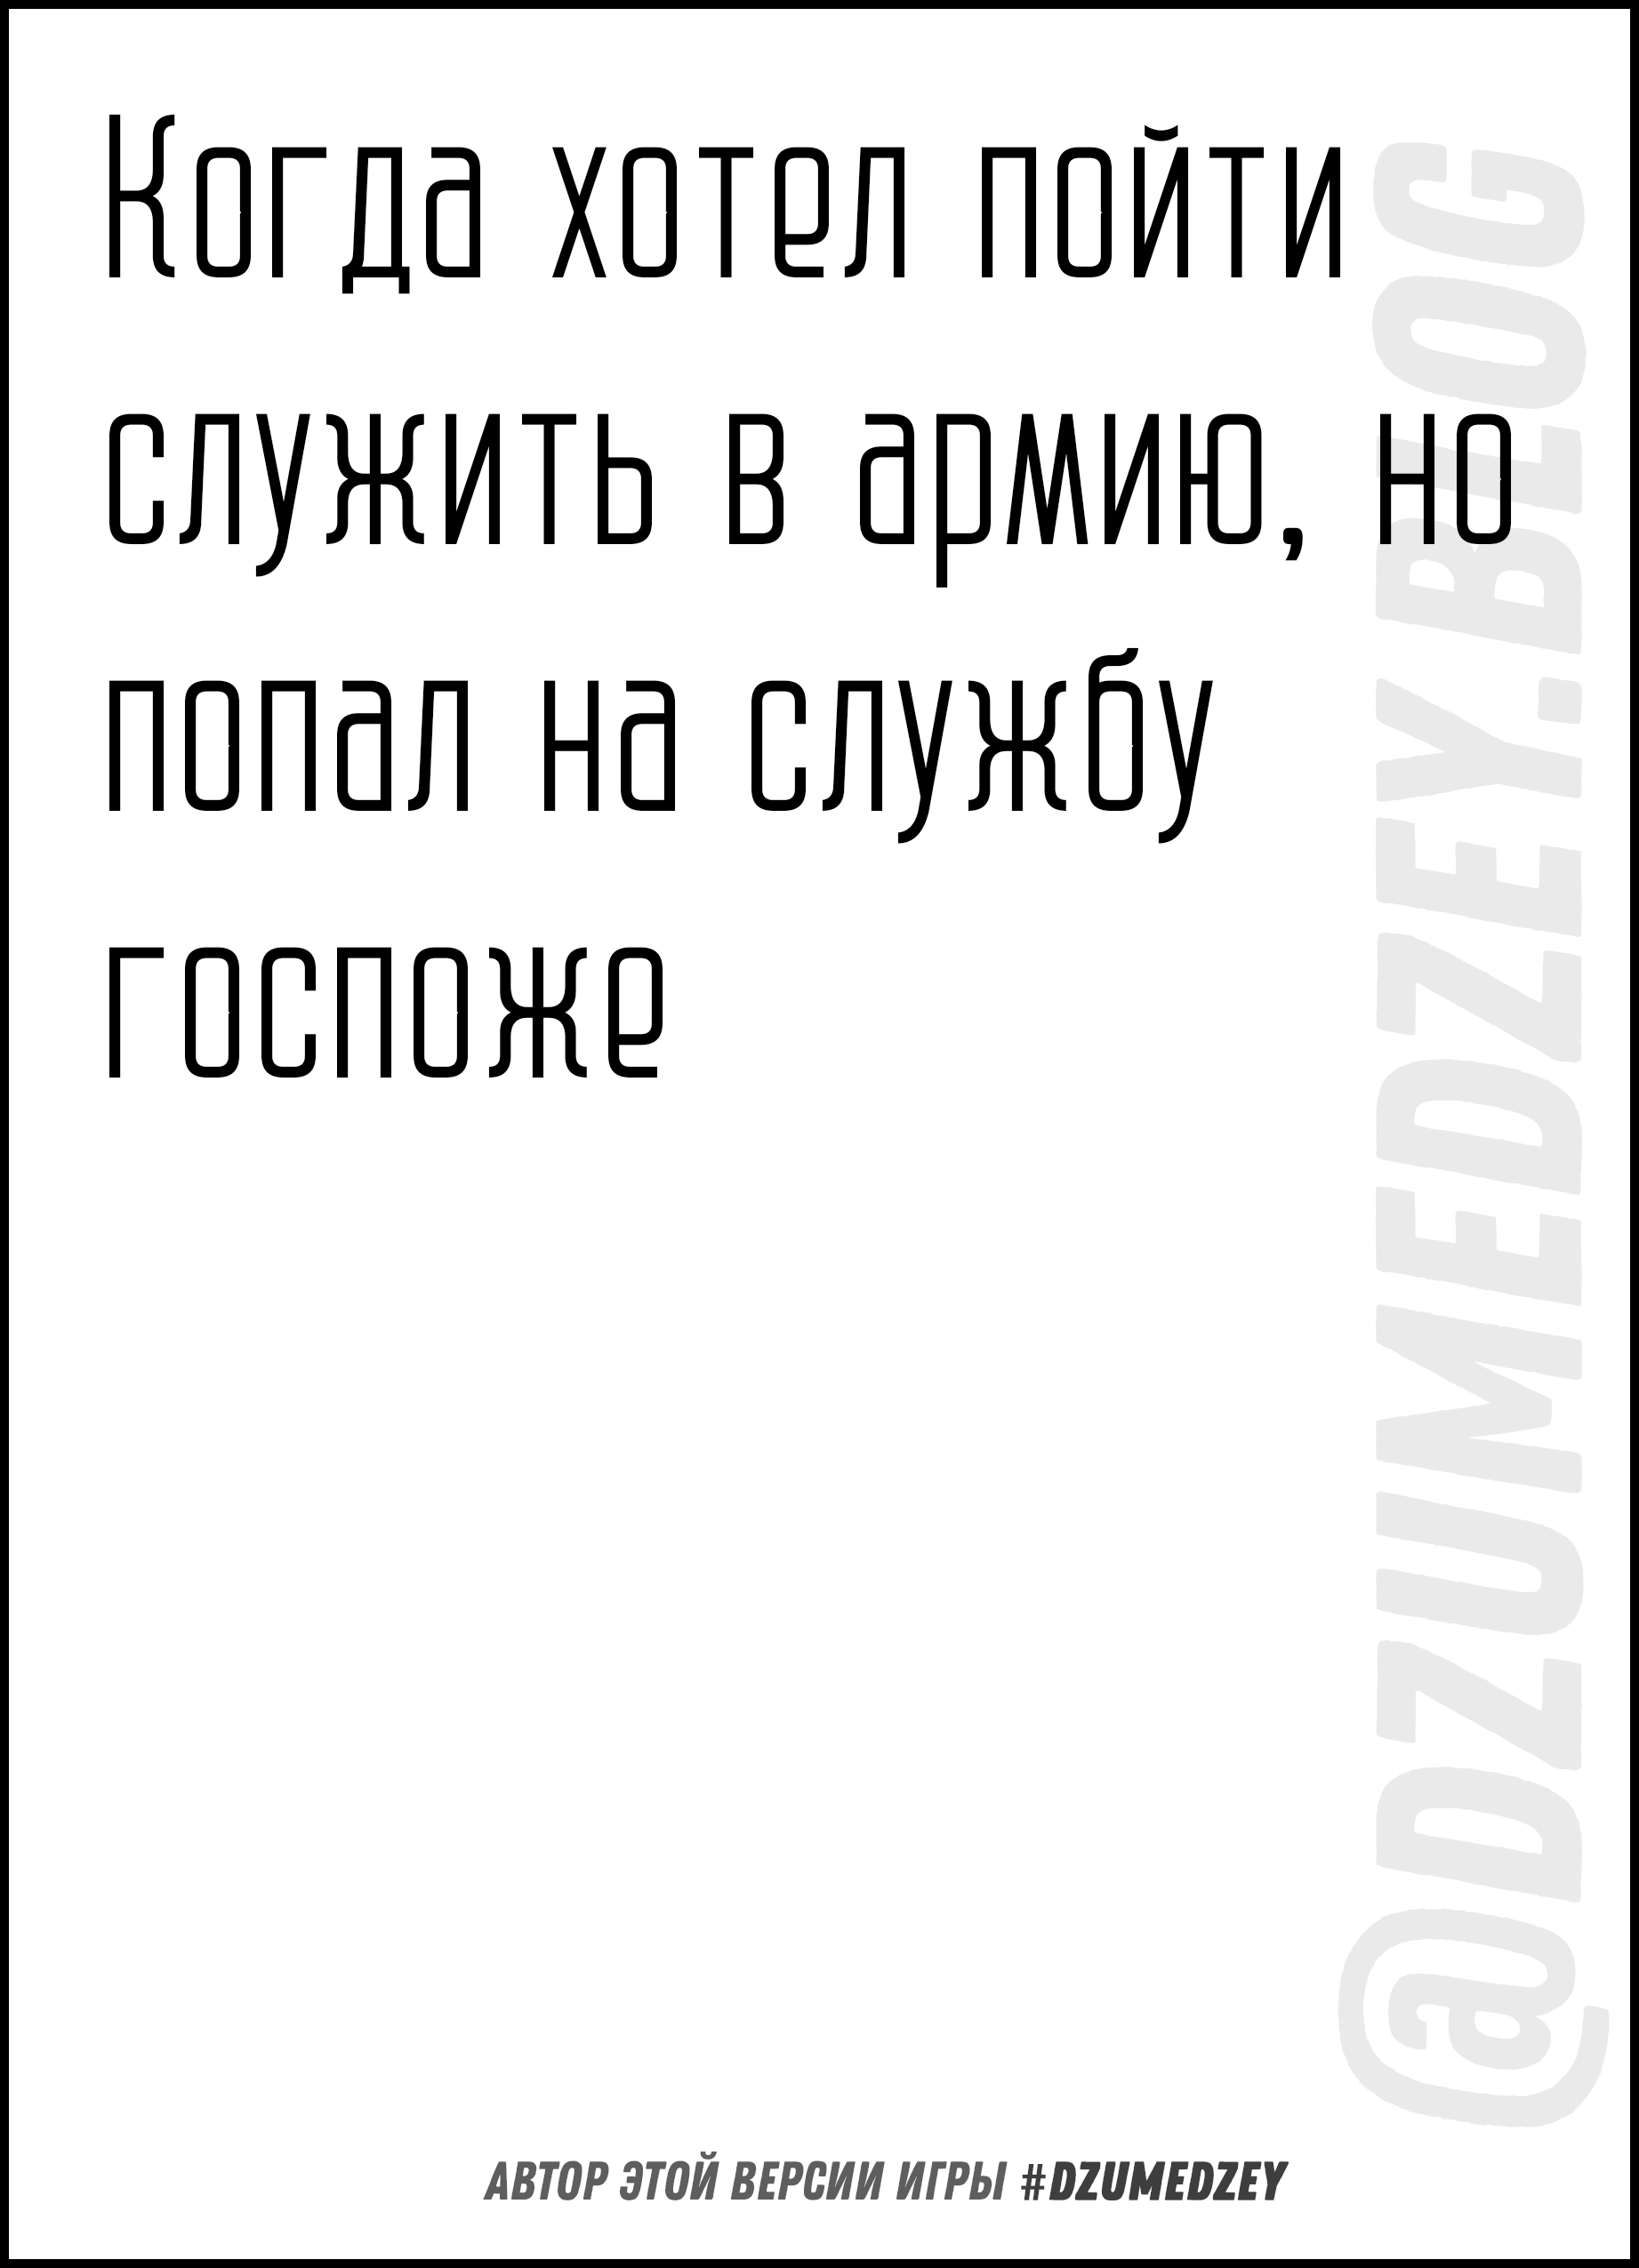 Когда хотел пойти
служить в армию, но
попал на службу
госпоже
@DZUMEDZEY.BLOG
АВТОР ЭТОЙ ВЕРСИИ ИГРЫ #DZUMEDZEY